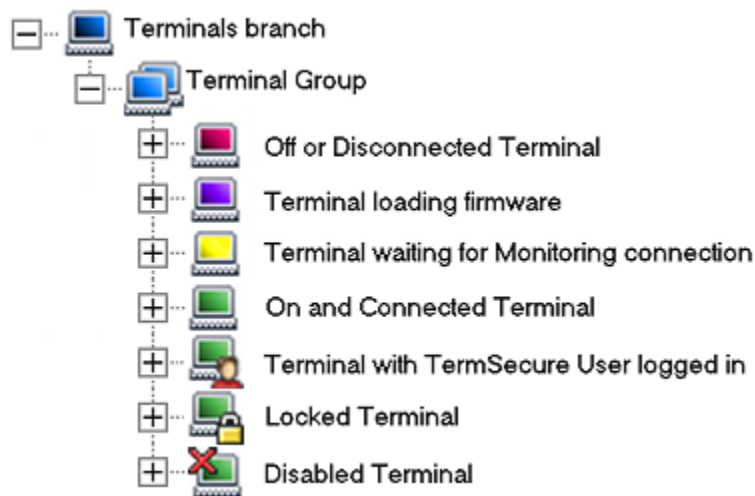 Terminals branch
Terminal Group
Off or Disconnected Terminal
Terminal loading firmware
Terminal waiting for Monitoring connection
On and Connected Terminal
Terminal with TermSecure User logged in
Locked Terminal
Disabled Terminal